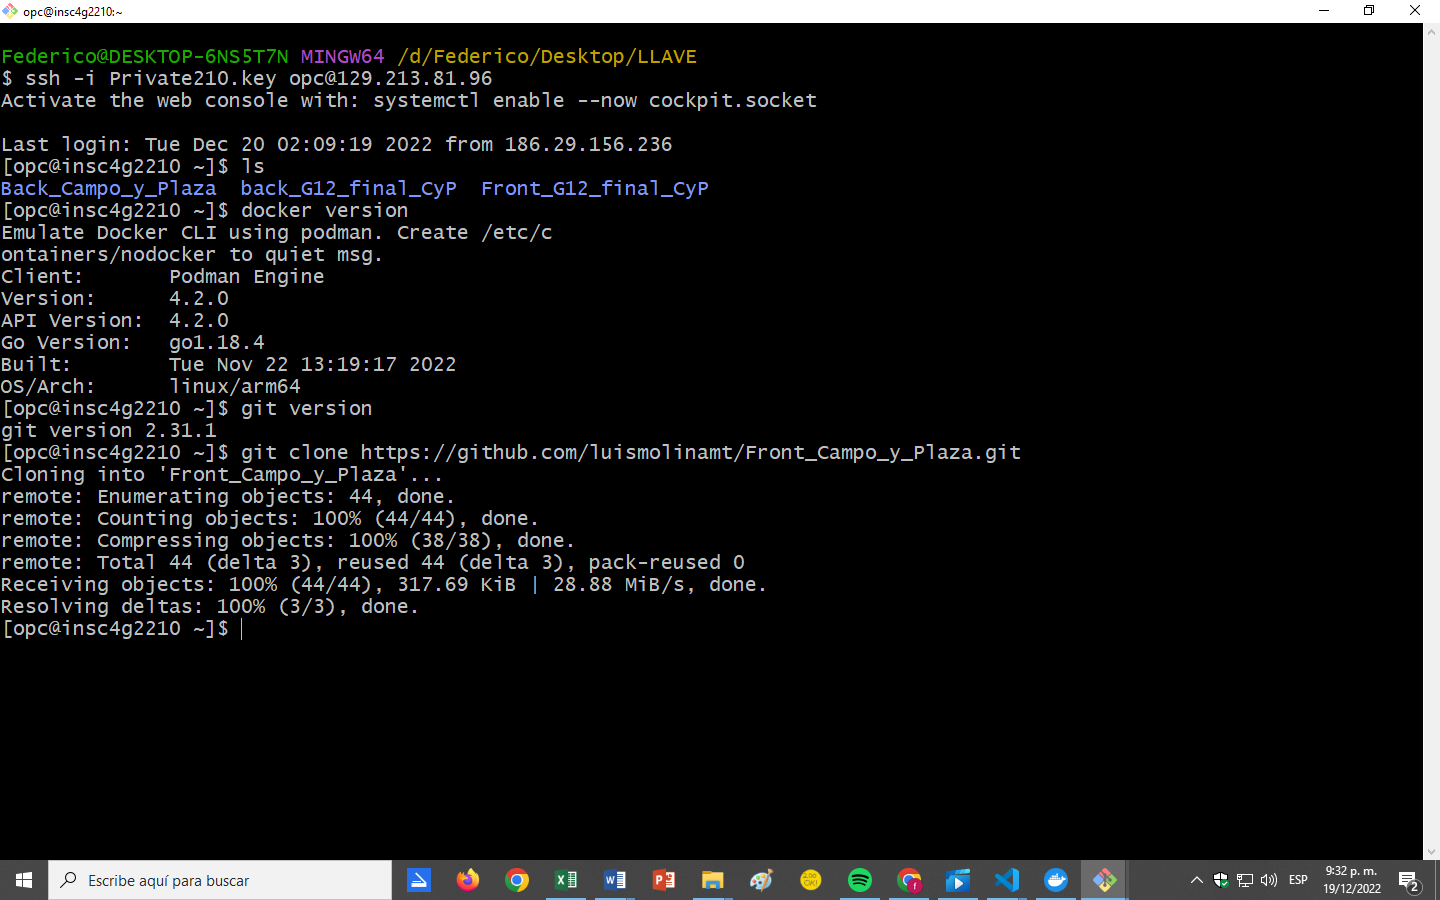 opc@insc4g2210:~
Federico@DESKTOP-6NS5T7N MINGW64 /d/Federico/Desktop/LLAVE
$ ssh -i Private210.key opc@129.213.81.96
Activate the web console with: systemctl enable --now cockpit.socket
Last login: Tue Dec 20 02:09:19 2022 from 186.29.156.236
[opc@insc4g2210 ~]$ ls
Back_Campo_y_Plaza  back_G12_final_CyP  Front_G12_final_CyP
[opc@insc4g2210 ~]$ docker version
Emulate Docker CLI using podman. Create /etc/c
ontainers/nodocker to quiet msg.
Client:       Podman Engine
Version:      4.2.0
API Version:  4.2.0
Go Version:   go1.18.4
Built:        Tue Nov 22 13:19:17 2022
OS/Arch:      linux/arm64
[opc@insc4g2210 ~]$ git version
git version 2.31.1
[opc@insc4g2210 ~]$ git clone https://github.com/luismolinamt/Front_Campo_y_Plaza.git
Cloning into 'Front_Campo_y_Plaza'...
remote: Enumerating objects: 44, done.
remote: Counting objects: 100% (44/44), done.
remote: Compressing objects: 100% (38/38), done.
remote: Total 44 (delta 3), reused 44 (delta 3), pack-reused 0
Receiving objects: 100% (44/44), 317.69 KiB | 28.88 MiB/s, done.
Resolving deltas: 100% (3/3), done.
[opc@insc4g2210 ~]$
Escribe aquí para buscar
ESP
9:32 p. m.
19/12/2022
2